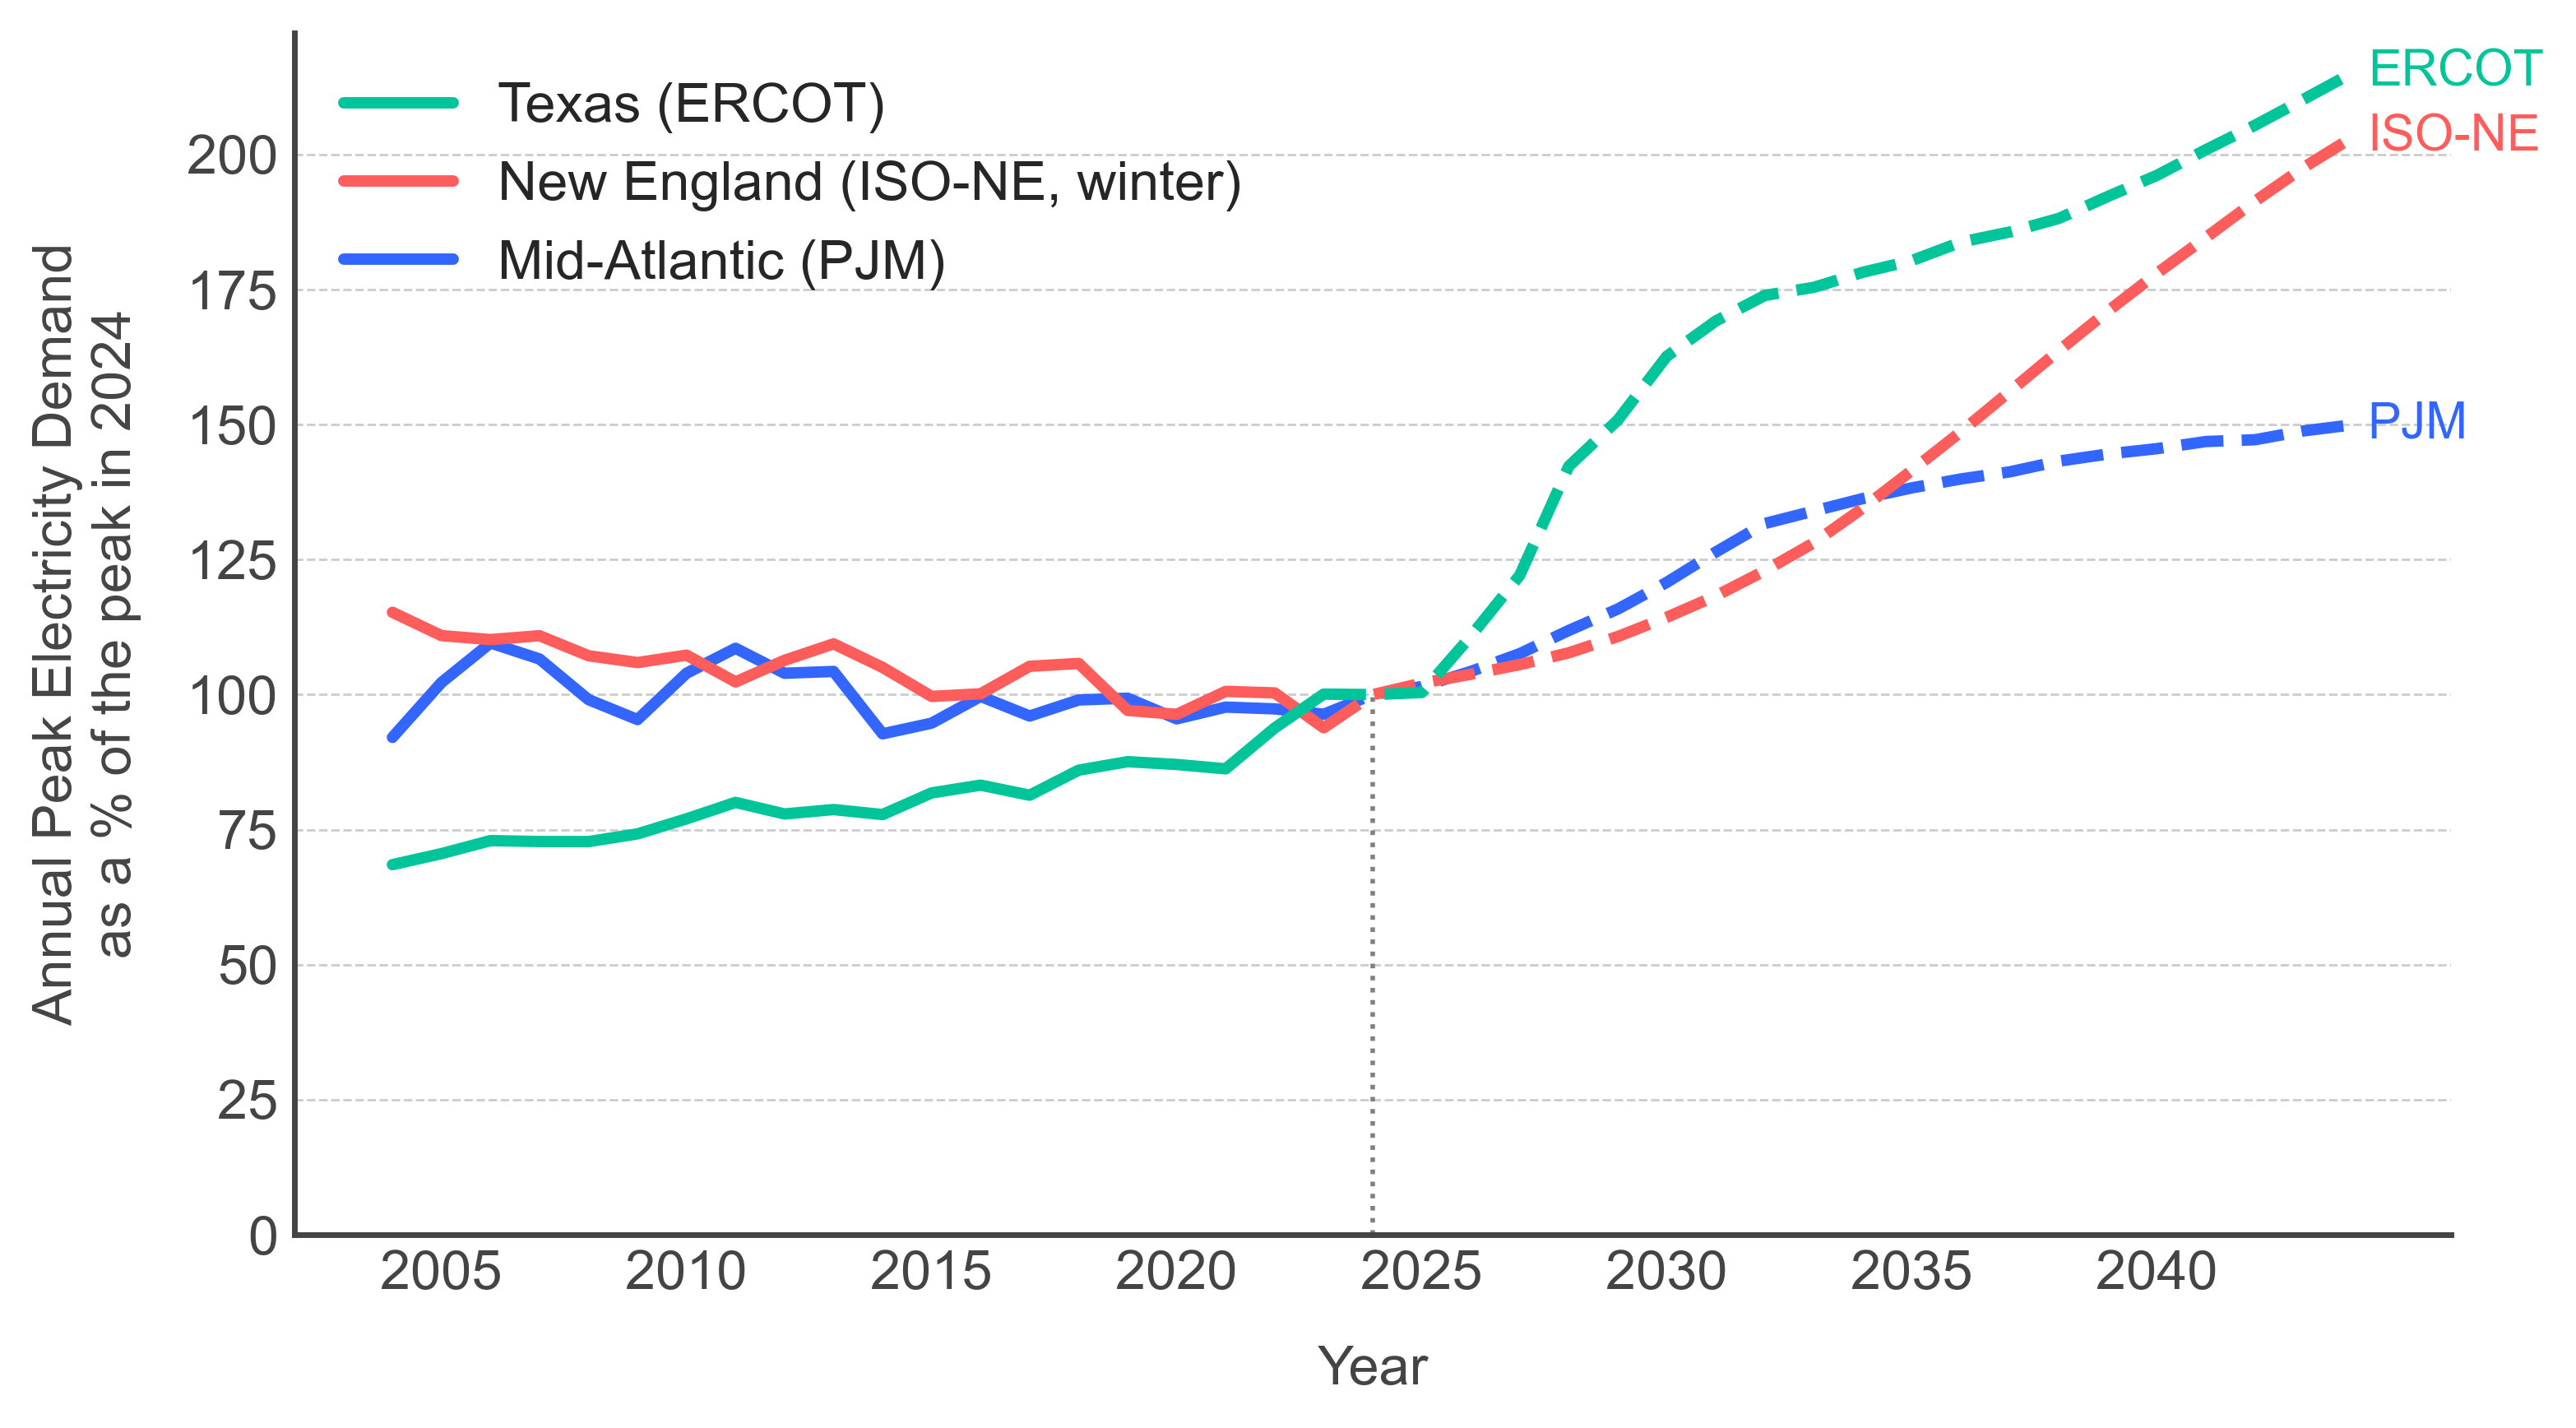 Annual Peak Electricity Demand
as a % of the peak in 2024
200
175
150
125
100
75
50
25
0
Texas (ERCOT)
New England (ISO-NE, winter)
Mid-Atlantic (PJM)
ERCOT
ISO-NE
PJM
2005 2010 2015 2020 2025 2030 2035 2040
Year